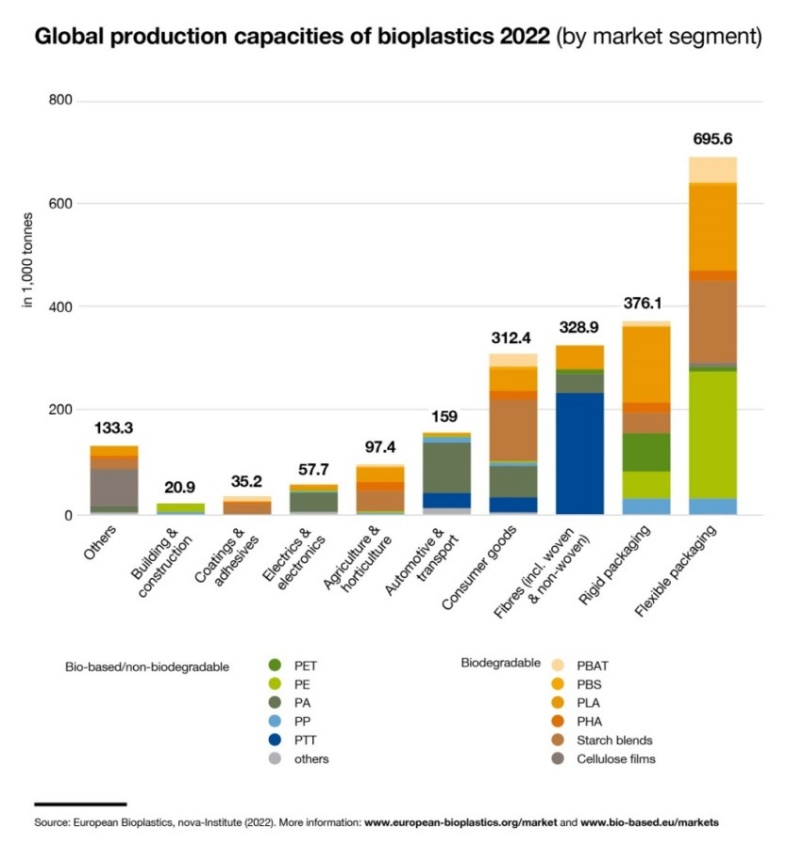 Global production capacities of bioplastics 2022 (by market segment)
in 1,000 tonnes
800
600
400
200
0
133.3
20.9
35.2
57.7
97.4
159
312.4
328.9
376.1
695.6
Others
Building &
construction
Coatings &
adhesives
Electrics &
electronics
Agriculture &
horticulture
Automotive &
transport
Consumer goods
Fibres (incl. woven
& non-woven)
Rigid packaging
Flexible packaging
Bio-based/non-biodegradable
PET
PE
PA
PP
PTT
others
Biodegradable
PBAT
PBS
PLA
PHA
Starch blends
Cellulose films
Source: European Bioplastics, nova-Institute (2022). More information: www.european-bioplastics.org/market and www.bio-based.eu/markets